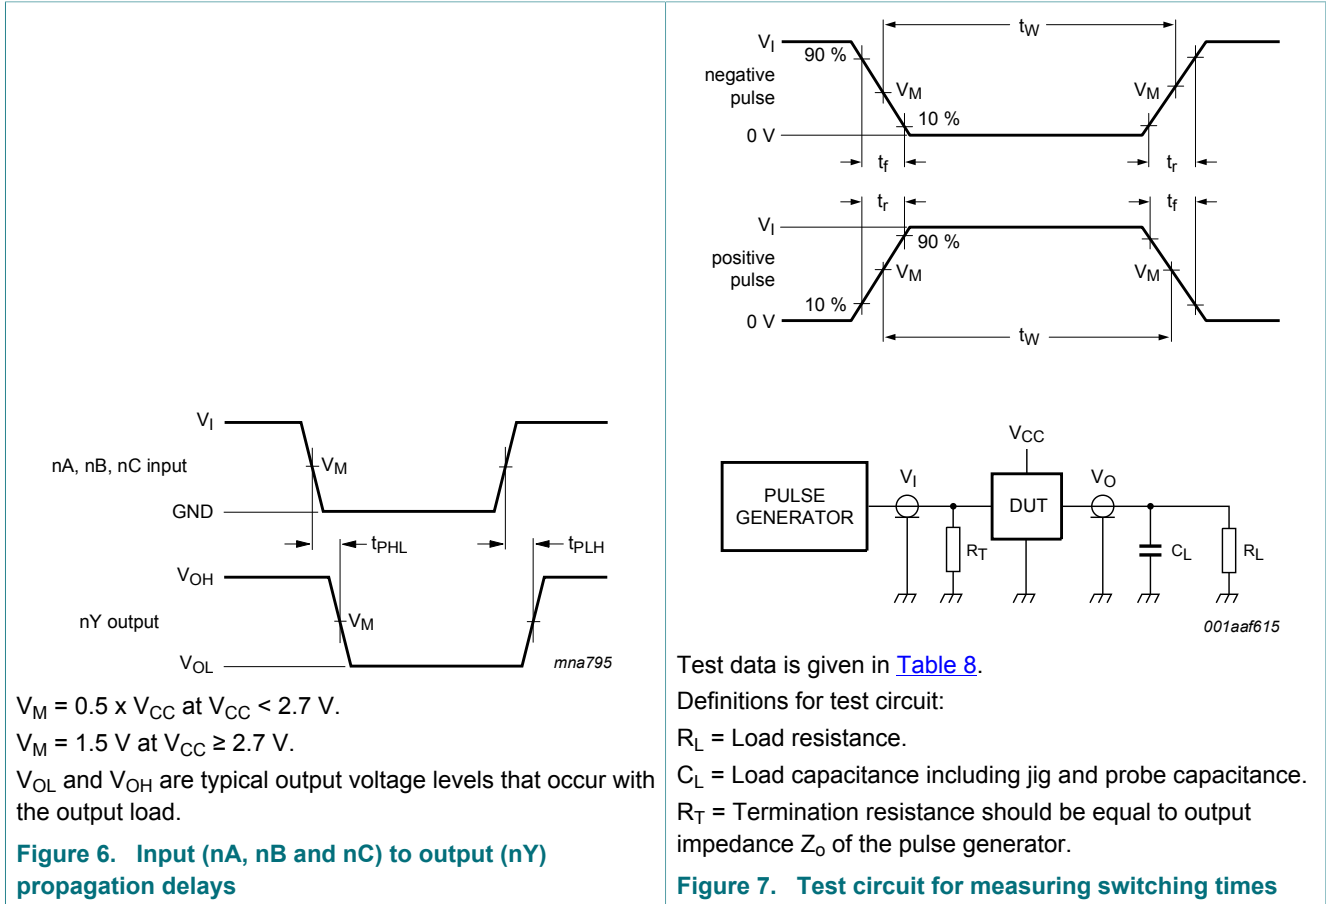 V_I
nA, nB, nC input
V_M
GND
t_PHL
t_PLH
V_OH
nY output
V_M
V_OL
mna795
V_M = 0.5 x V_CC at V_CC < 2.7 V.
V_M = 1.5 V at V_CC ≥ 2.7 V.
V_OL and V_OH are typical output voltage levels that occur with
the output load.
Figure 6. Input (nA, nB and nC) to output (nY)
propagation delays
t_W
V_I
90 %
negative
pulse
V_M
V_M
10 %
0 V
t_f
t_r
t_r
t_f
V_I
90 %
positive
pulse
V_M
V_M
10 %
0 V
t_W
V_CC
PULSE
GENERATOR
V_I
DUT
V_O
R_T
C_L
R_L
001aaf615
Test data is given in Table 8.
Definitions for test circuit:
R_L = Load resistance.
C_L = Load capacitance including jig and probe capacitance.
R_T = Termination resistance should be equal to output
impedance Z_o of the pulse generator.
Figure 7. Test circuit for measuring switching times